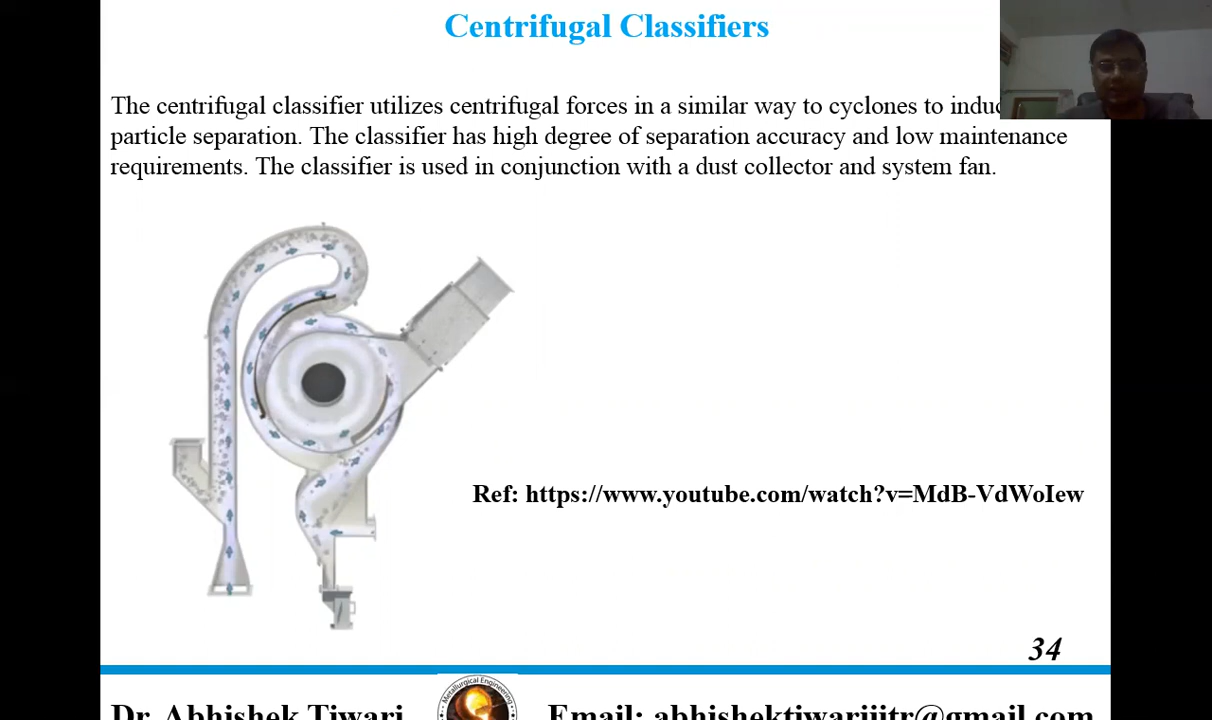 Centrifugal Classifiers
The centrifugal classifier utilizes centrifugal forces in a similar way to cyclones to
particle separation. The classifier has high degree of separation accuracy and low maintenance
requirements. The classifier is used in conjunction with a dust collector and system fan.
Ref: https://www.youtube.com/watch?v=MdB-VdWoIew
34
Metallurgical Engineering
Dr. Abhishek Tiwari
Email: abhishektiwariiitr@gmail.com